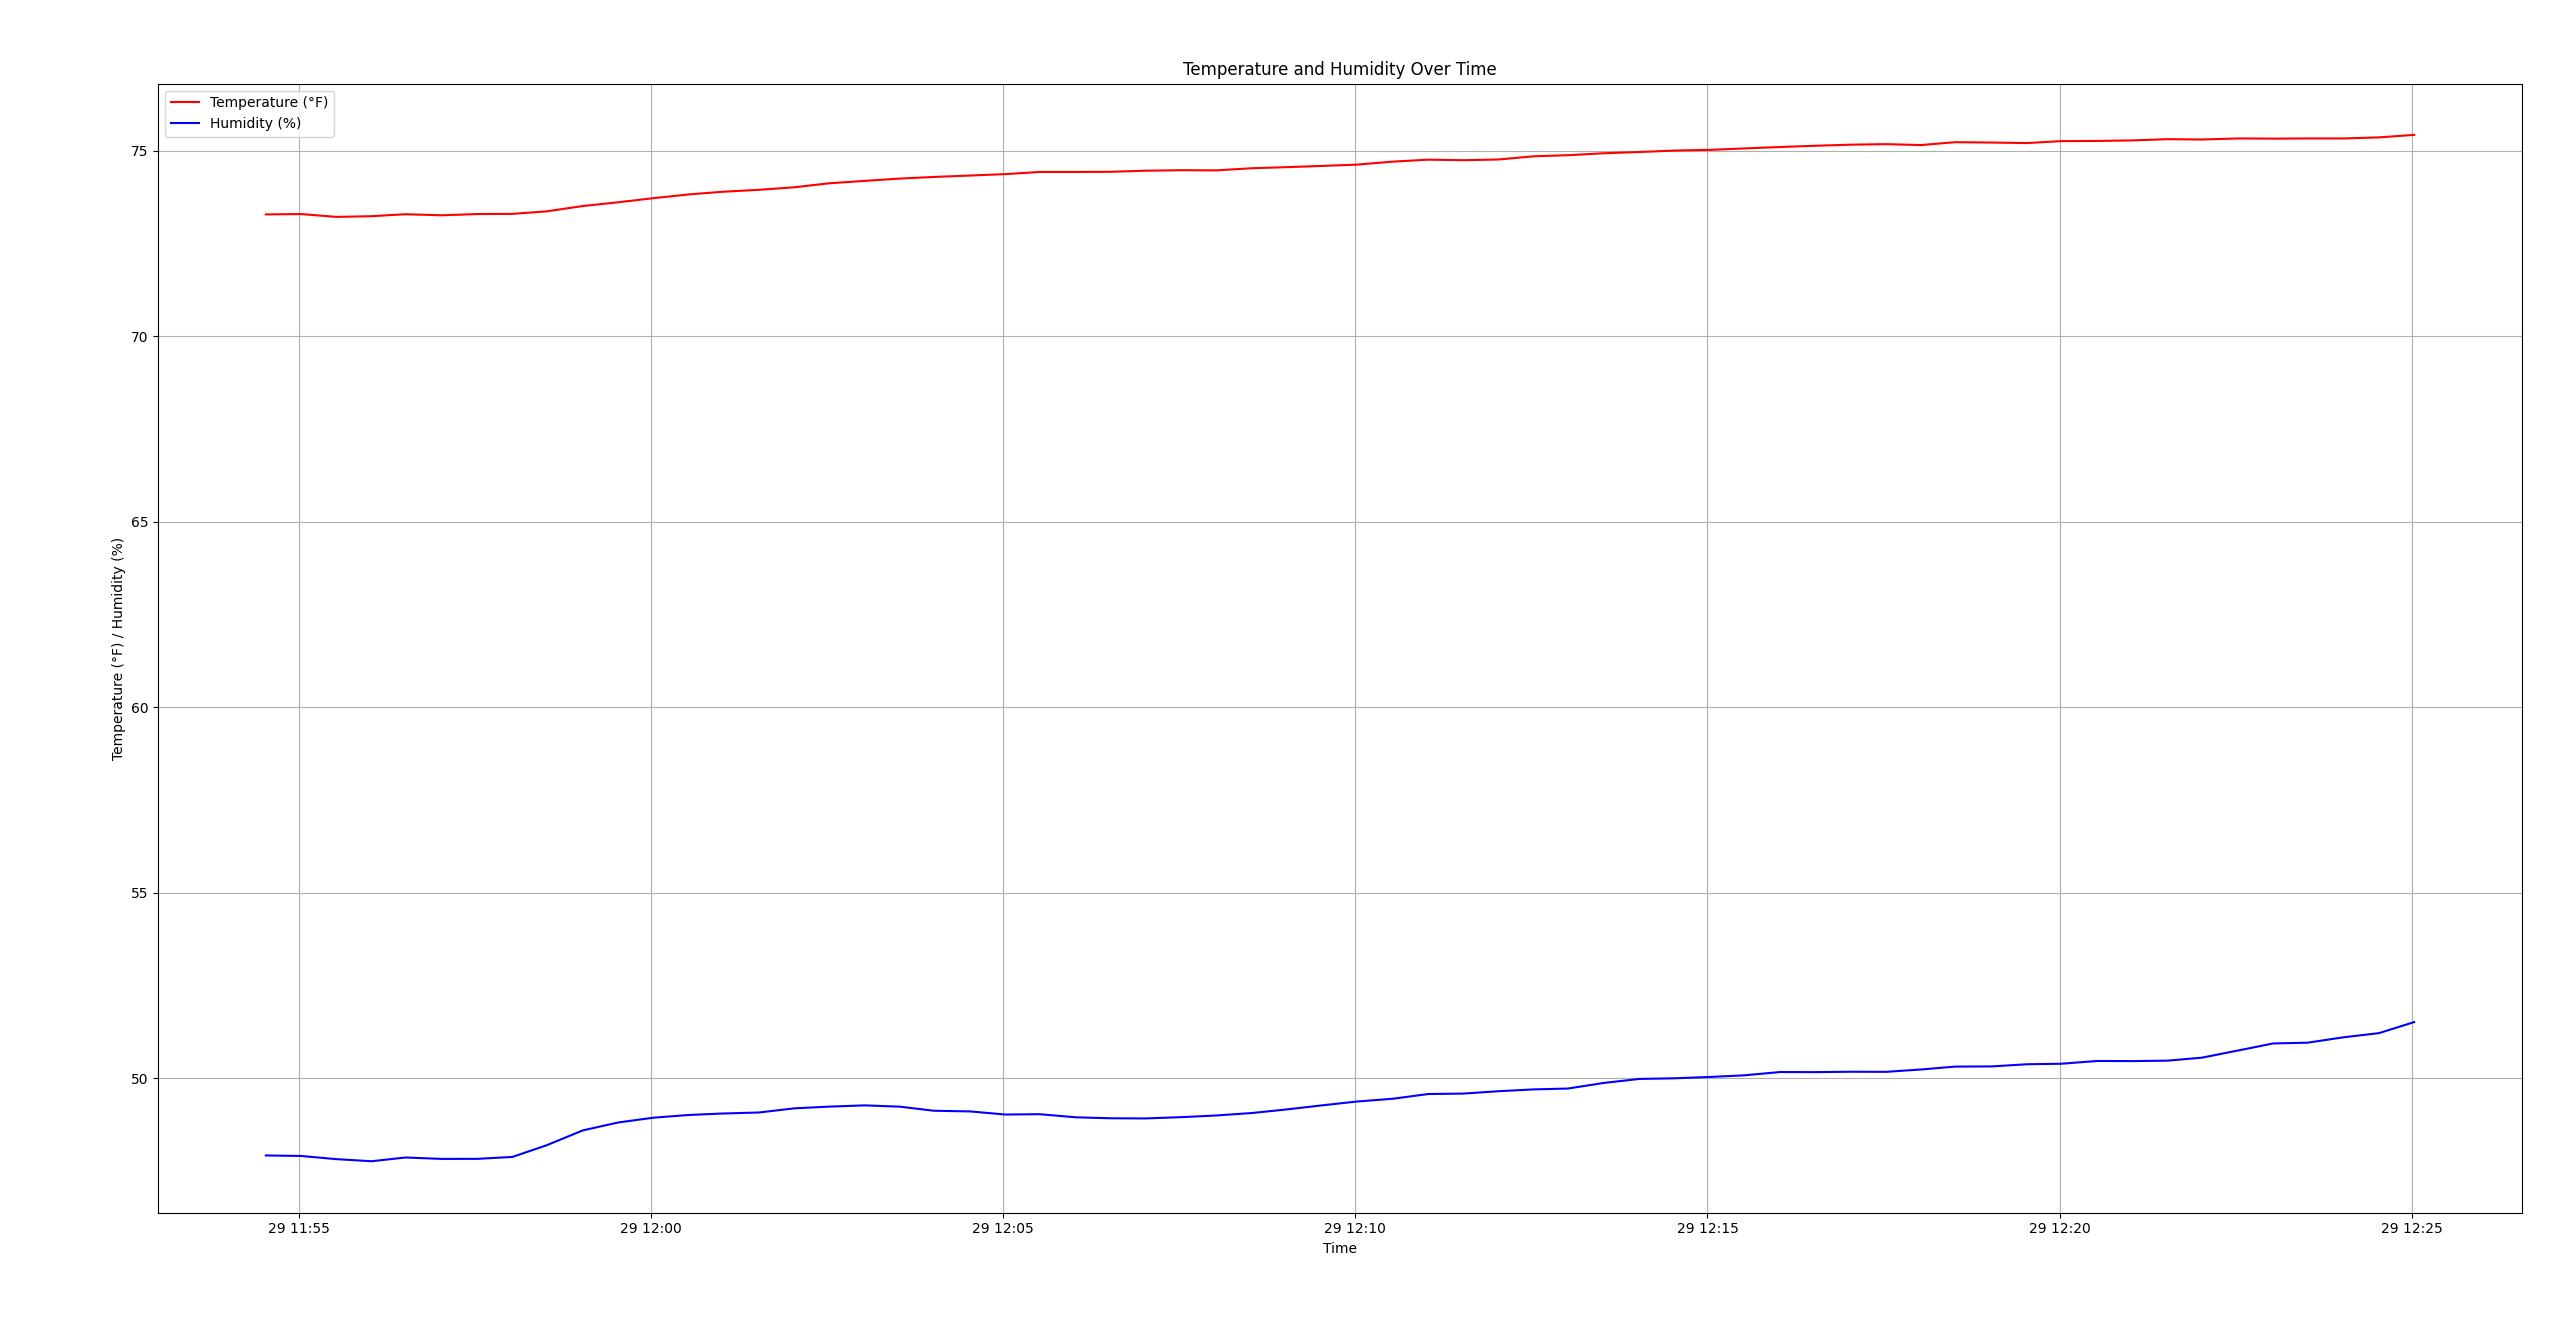 Temperature and Humidity Over Time
Temperature (°F)
Humidity (%)
Temperature (°F) / Humidity (%)
75
70
65
60
55
50
29 11:55
29 12:00
29 12:05
29 12:10
29 12:15
29 12:20
29 12:25
Time